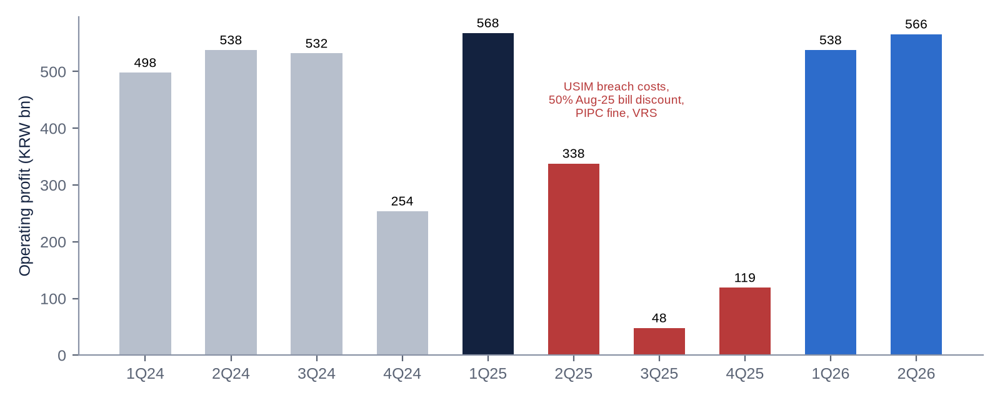 Operating profit (KRW bn)
500
400
300
200
100
0
498
538
532
254
568
338
48
119
538
566
USIM breach costs,
50% Aug-25 bill discount,
PIPC fine, VRS
1Q24
2Q24
3Q24
4Q24
1Q25
2Q25
3Q25
4Q25
1Q26
2Q26